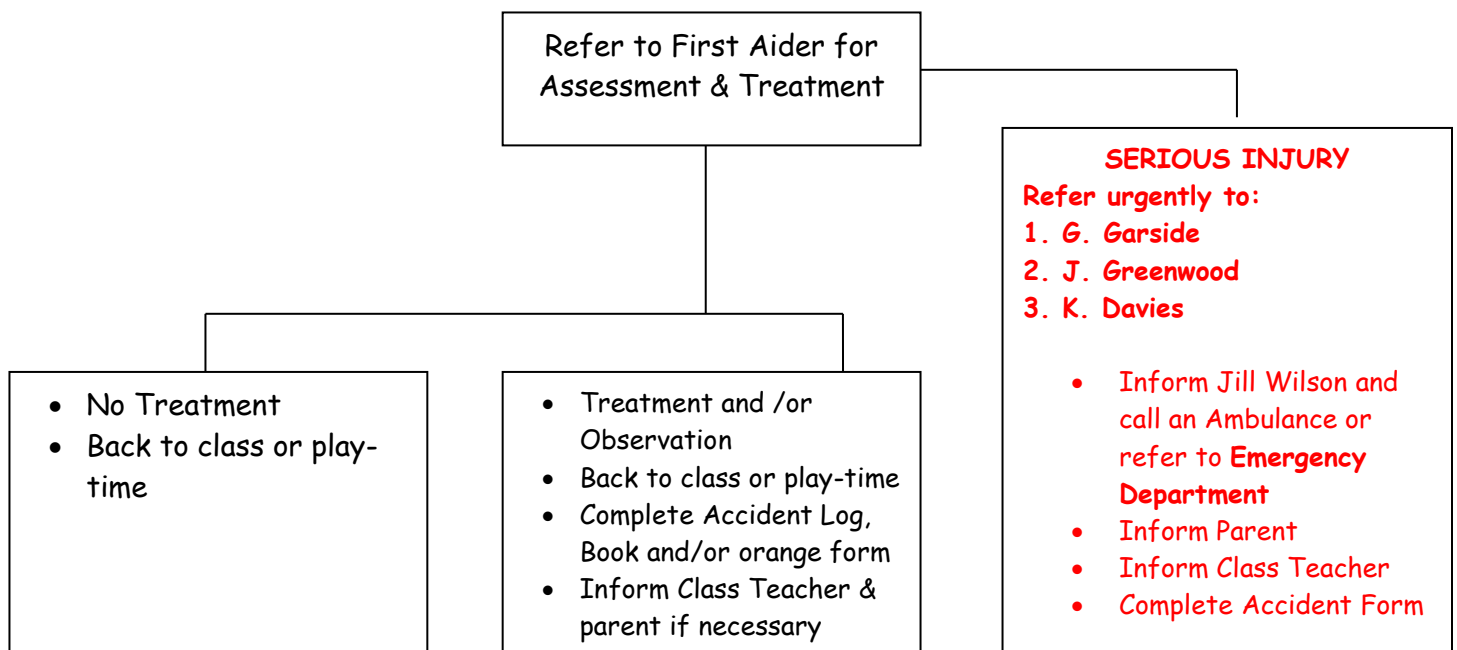 Refer to First Aider for
Assessment & Treatment
SERIOUS INJURY
Refer urgently to:
1. G. Garside
2. J. Greenwood
3. K. Davies
• Inform Jill Wilson and
call an Ambulance or
refer to Emergency
Department
• Inform Parent
• Inform Class Teacher
• Complete Accident Form
• No Treatment
• Back to class or play-
time
• Treatment and /or
Observation
• Back to class or play-time
• Complete Accident Log,
Book and/or orange form
• Inform Class Teacher &
parent if necessary